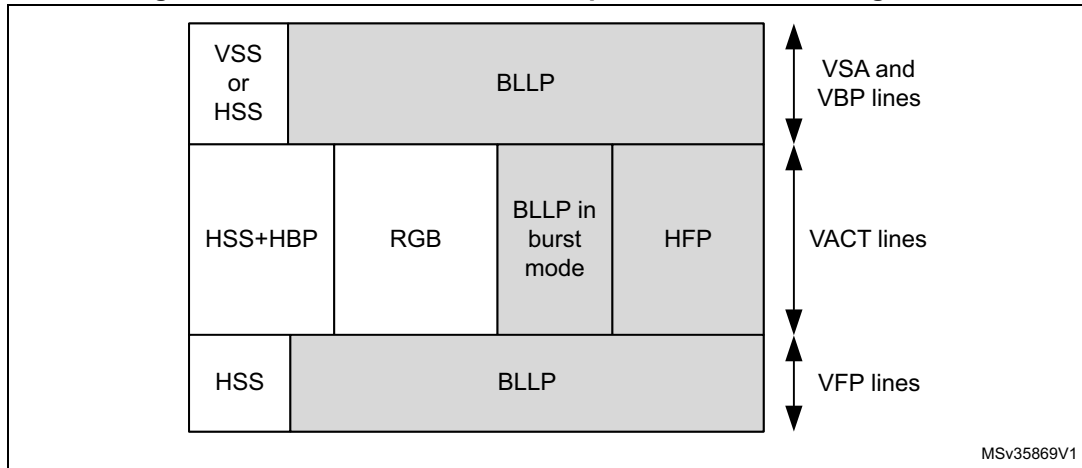 VSS
or
HSS
BLLP
VSA and
VBP lines
HSS+HBP
RGB
BLLP in
burst
mode
HFP
VACT lines
HSS
BLLP
VFP lines
MSv35869V1